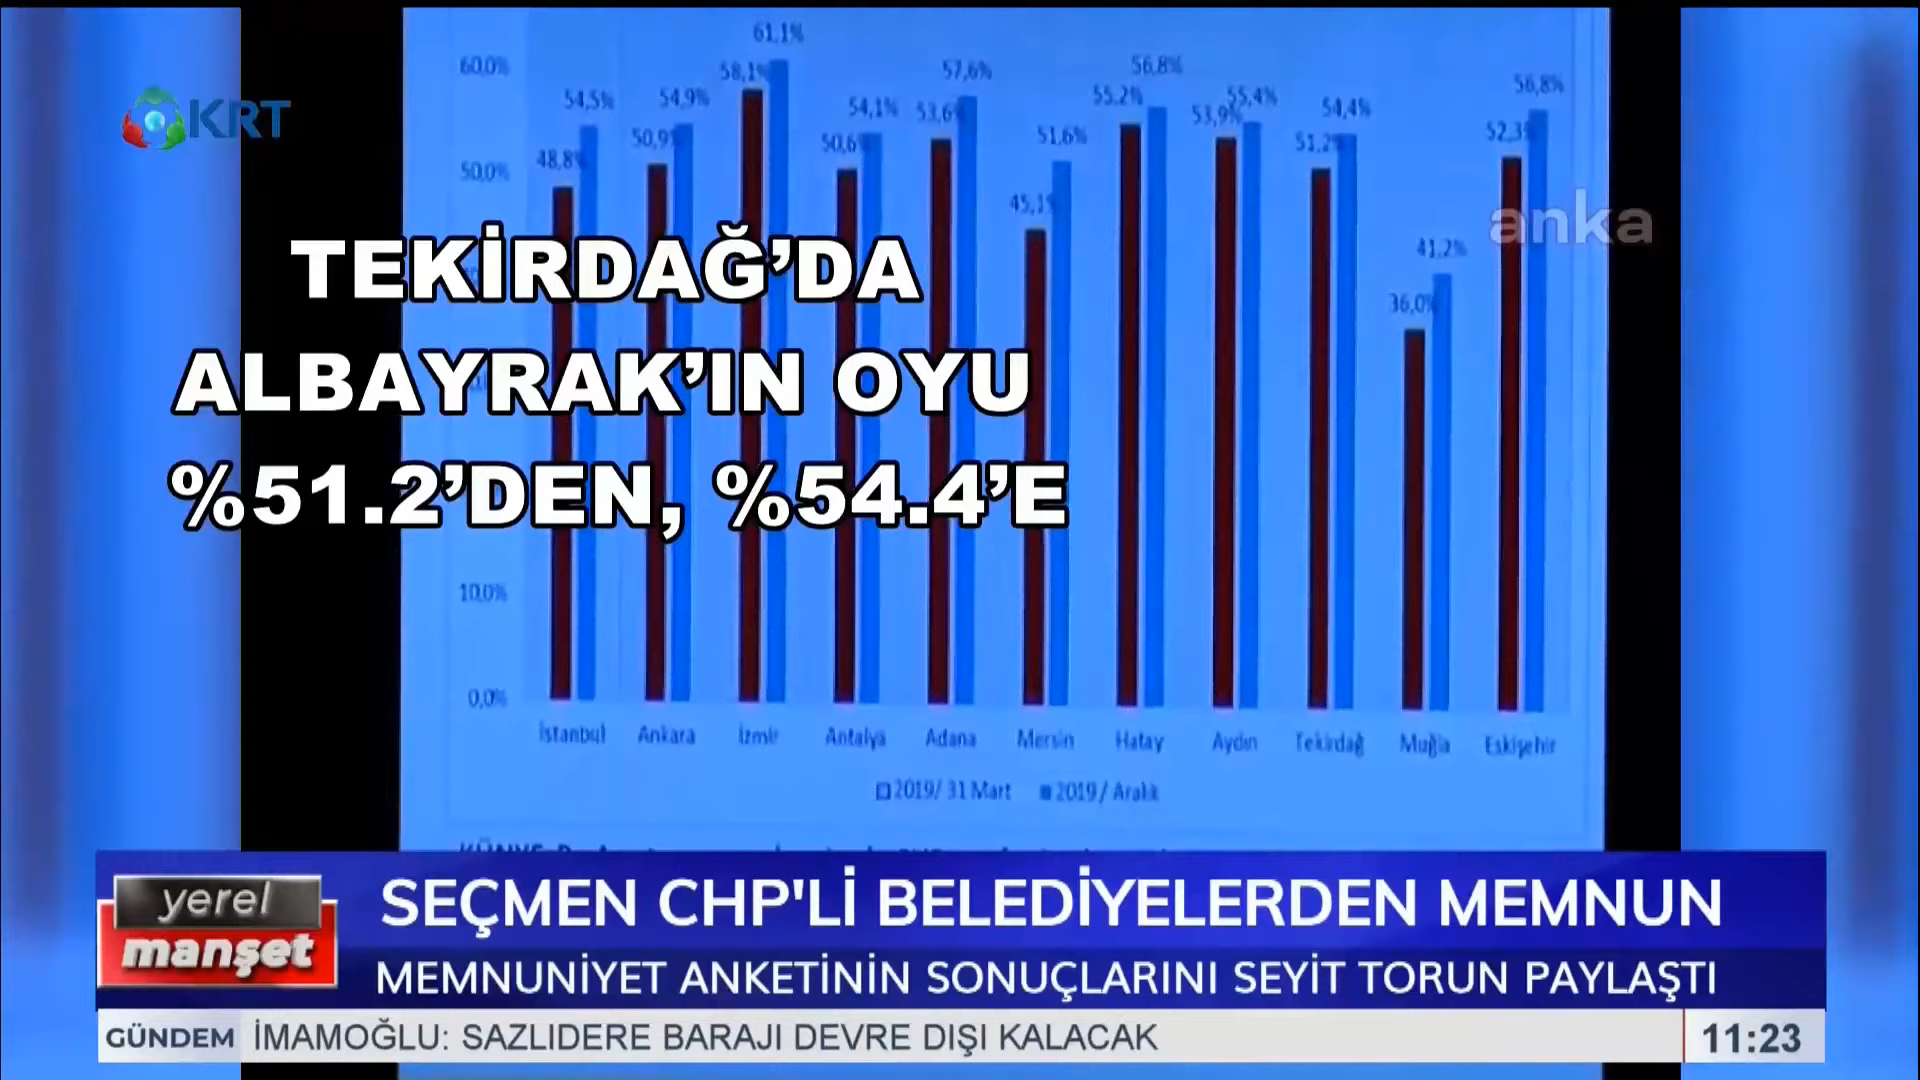 61,1%
60,0%
58,1%
56,8%
57,6%
56,8%
54,5%
54,9%
54,1%
55,2%
55,4%
54,4%
53,6%
53,9%
KRT
50,9%
50,6%
51,6%
51,2%
52,3%
48,8%
50,0%
45,1%
anka
41,2%
36,0%
TEKİRDAĞ’DA
ALBAYRAK’IN OYU
%51.2’DEN, %54.4’E
10,0%
0,0%
İstanbul Ankara İzmir Antalya Adana Mersin Hatay Aydın Tekirdağ Muğla Eskişehir
2019/ 31 Mart 2019 / Aralık
yerel
manşet
SEÇMEN CHP'Lİ BELEDİYELERDEN MEMNUN
MEMNUNİYET ANKETİNİN SONUÇLARINI SEYİT TORUN PAYLAŞTI
GÜNDEM İMAMOĞLU: SAZLIDERE BARAJI DEVRE DIŞI KALACAK 11:23